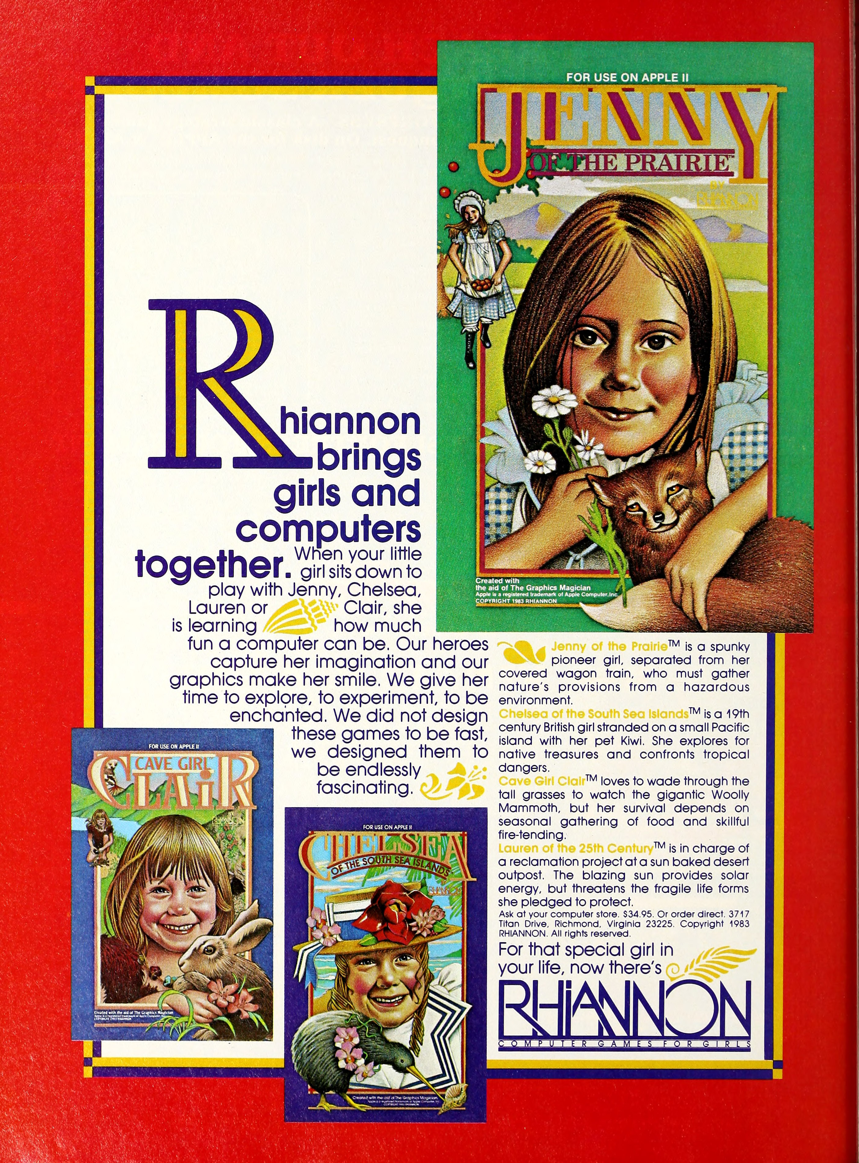 FOR USE ON APPLE II
JENNY
OF THE PRAIRIE™
Created with
the aid of The Graphics Magician
Apple is a registered trademark of Apple Computer, Inc.
COPYRIGHT 1983 RHIANNON
Rhiannon
brings
girls and
computers
together. When your little
girl sits down to
play with Jenny, Chelsea,
Lauren or Clair, she
is learning how much
fun a computer can be. Our heroes
capture her imagination and our
graphics make her smile. We give her
time to explore, to experiment, to be
enchanted. We did not design
these games to be fast,
we designed them to
be endlessly
fascinating.
FOR USE ON APPLE II
CAVE GIRL
CLAIR
Created with the aid of The Graphics Magician
FOR USE ON APPLE II
CHELSEA
OF THE SOUTH SEA ISLANDS
Created with the aid of The Graphics Magician
Jenny of the Prairie™ is a spunky
pioneer girl, separated from her
covered wagon train, who must gather
nature's provisions from a hazardous
environment.
Chelsea of the South Sea Islands™ is a 19th
century British girl stranded on a small Pacific
island with her pet Kiwi. She explores for
native treasures and confronts tropical
dangers.
Cave Girl Clair™ loves to wade through the
tall grasses to watch the gigantic Woolly
Mammoth, but her survival depends on
seasonal gathering of food and skillful
fire-tending.
Lauren of the 25th Century™ is in charge of
a reclamation project at a sun baked desert
outpost. The blazing sun provides solar
energy, but threatens the fragile life forms
she pledged to protect.
Ask at your computer store. $34.95. Or order direct. 3717
Titan Drive, Richmond, Virginia 23225. Copyright 1983
RHIANNON. All rights reserved.
For that special girl in
your life, now there's
RHIANNON
COMPUTER GAMES FOR GIRLS